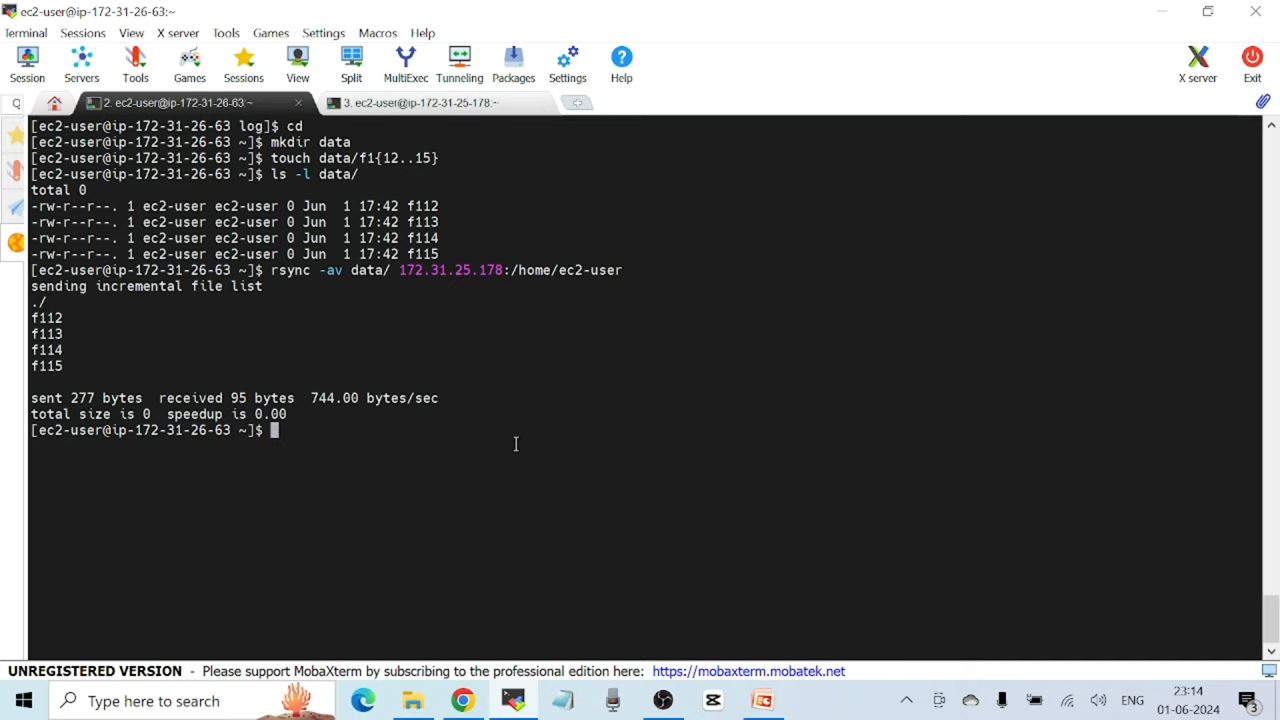 ec2-user@ip-172-31-26-63:~
Terminal Sessions View X server Tools Games Settings Macros Help
Session Servers Tools Games Sessions View Split MultiExec Tunneling Packages Settings Help X server Exit
2. ec2-user@ip-172-31-26-63:~ 3. ec2-user@ip-172-31-25-178:~
[ec2-user@ip-172-31-26-63 log]$ cd
[ec2-user@ip-172-31-26-63 ~]$ mkdir data
[ec2-user@ip-172-31-26-63 ~]$ touch data/f1{12..15}
[ec2-user@ip-172-31-26-63 ~]$ ls -l data/
total 0
-rw-r--r--. 1 ec2-user ec2-user 0 Jun  1 17:42 f112
-rw-r--r--. 1 ec2-user ec2-user 0 Jun  1 17:42 f113
-rw-r--r--. 1 ec2-user ec2-user 0 Jun  1 17:42 f114
-rw-r--r--. 1 ec2-user ec2-user 0 Jun  1 17:42 f115
[ec2-user@ip-172-31-26-63 ~]$ rsync -av data/ 172.31.25.178:/home/ec2-user
sending incremental file list
./
f112
f113
f114
f115
sent 277 bytes  received 95 bytes  744.00 bytes/sec
total size is 0  speedup is 0.00
[ec2-user@ip-172-31-26-63 ~]$
UNREGISTERED VERSION - Please support MobaXterm by subscribing to the professional edition here: https://mobaxterm.mobatek.net
Type here to search ENG 23:14
01-06-2024 3